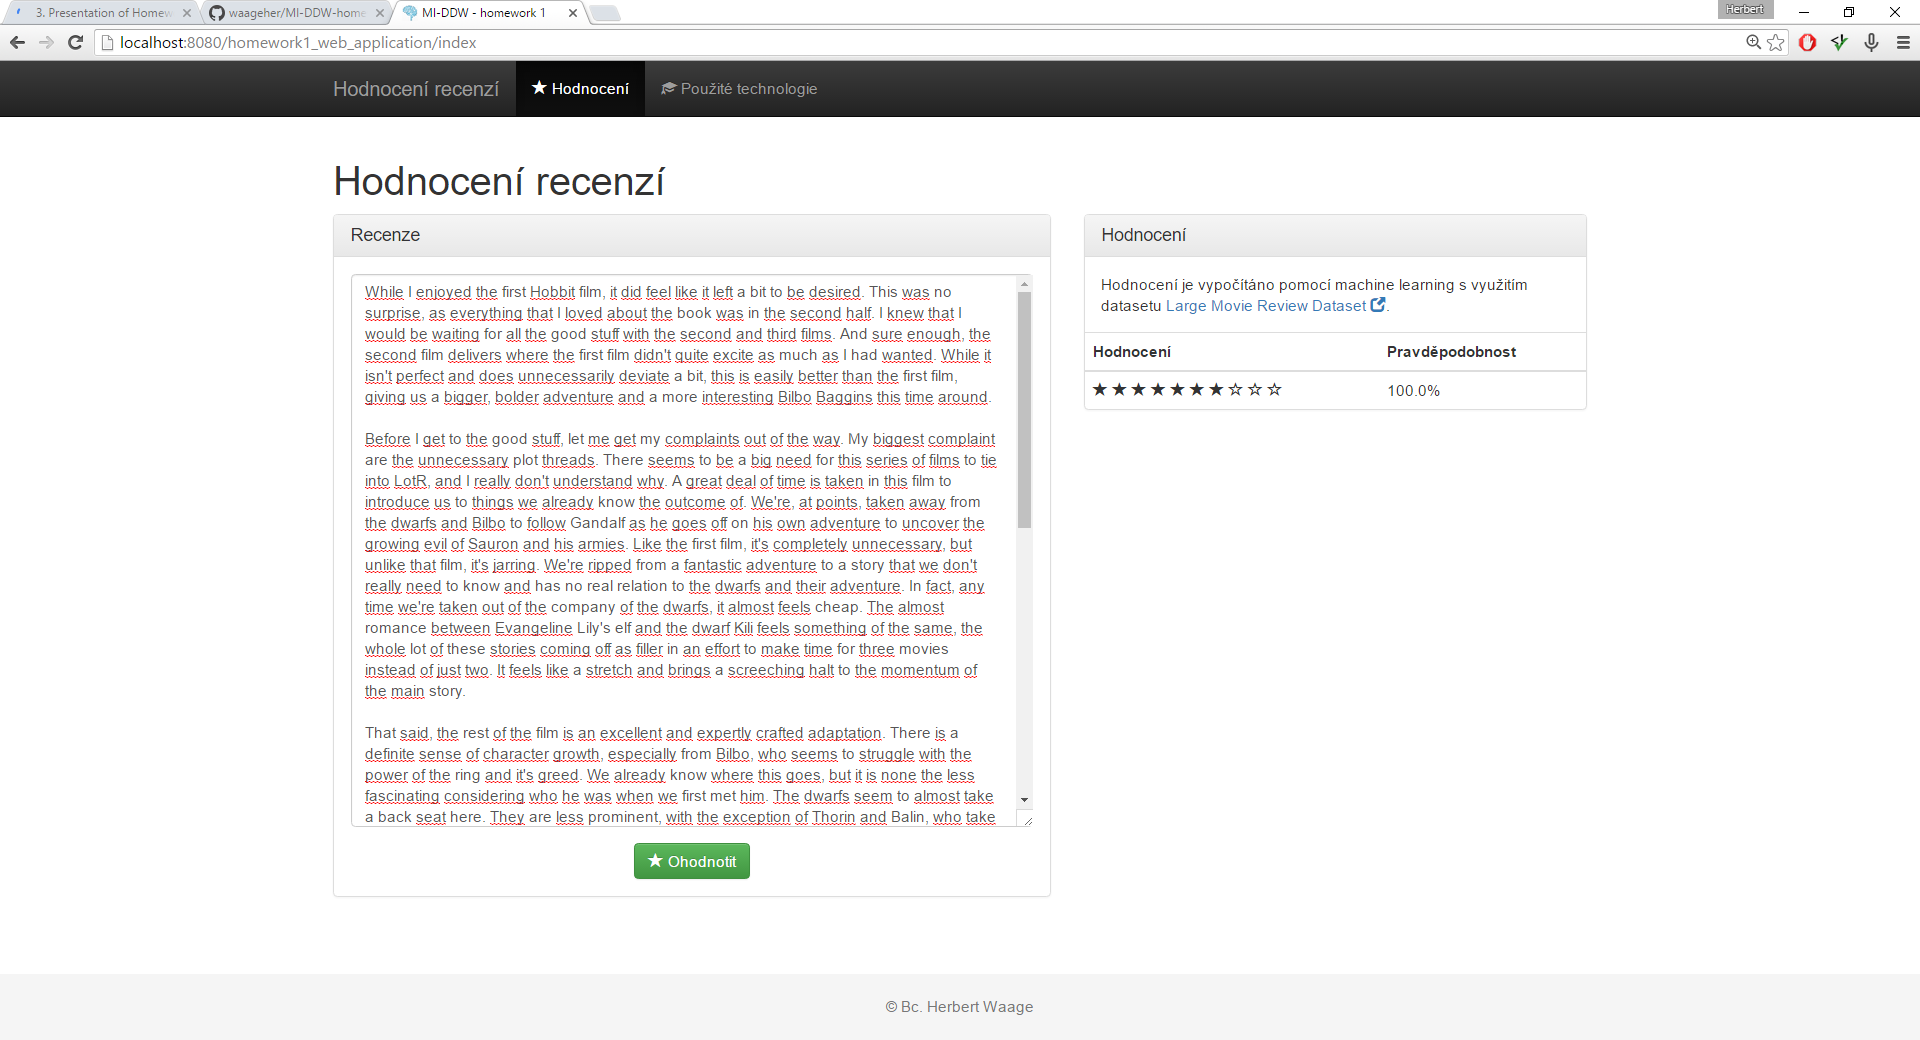 3. Presentation of Homew
waageher/MI-DDW-home
MI-DDW - homework 1
Herbert
localhost:8080/homework1_web_application/index
Hodnocení recenzí
★ Hodnocení
Použité technologie
Hodnocení recenzí
Recenze
While I enjoyed the first Hobbit film, it did feel like it left a bit to be desired. This was no
surprise, as everything that I loved about the book was in the second half. I knew that I
would be waiting for all the good stuff with the second and third films. And sure enough, the
second film delivers where the first film didn't quite excite as much as I had wanted. While it
isn't perfect and does unnecessarily deviate a bit, this is easily better than the first film,
giving us a bigger, bolder adventure and a more interesting Bilbo Baggins this time around.
Before I get to the good stuff, let me get my complaints out of the way. My biggest complaint
are the unnecessary plot threads. There seems to be a big need for this series of films to tie
into LotR, and I really don't understand why. A great deal of time is taken in this film to
introduce us to things we already know the outcome of. We're, at points, taken away from
the dwarfs and Bilbo to follow Gandalf as he goes off on his own adventure to uncover the
growing evil of Sauron and his armies. Like the first film, it's completely unnecessary, but
unlike that film, it's jarring. We're ripped from a fantastic adventure to a story that we don't
really need to know and has no real relation to the dwarfs and their adventure. In fact, any
time we're taken out of the company of the dwarfs, it almost feels cheap. The almost
romance between Evangeline Lily's elf and the dwarf Kili feels something of the same, the
whole lot of these stories coming off as filler in an effort to make time for three movies
instead of just two. It feels like a stretch and brings a screeching halt to the momentum of
the main story.
That said, the rest of the film is an excellent and expertly crafted adaptation. There is a
definite sense of character growth, especially from Bilbo, who seems to struggle with the
power of the ring and it's greed. We already know where this goes, but it is none the less
fascinating considering who he was when we first met him. The dwarfs seem to almost take
a back seat here. They are less prominent, with the exception of Thorin and Balin, who take
★ Ohodnotit
Hodnocení
Hodnocení je vypočítáno pomocí machine learning s využitím
datasetu Large Movie Review Dataset .
Hodnocení Pravděpodobnost
★★★★★★★☆☆☆ 100.0%
© Bc. Herbert Waage